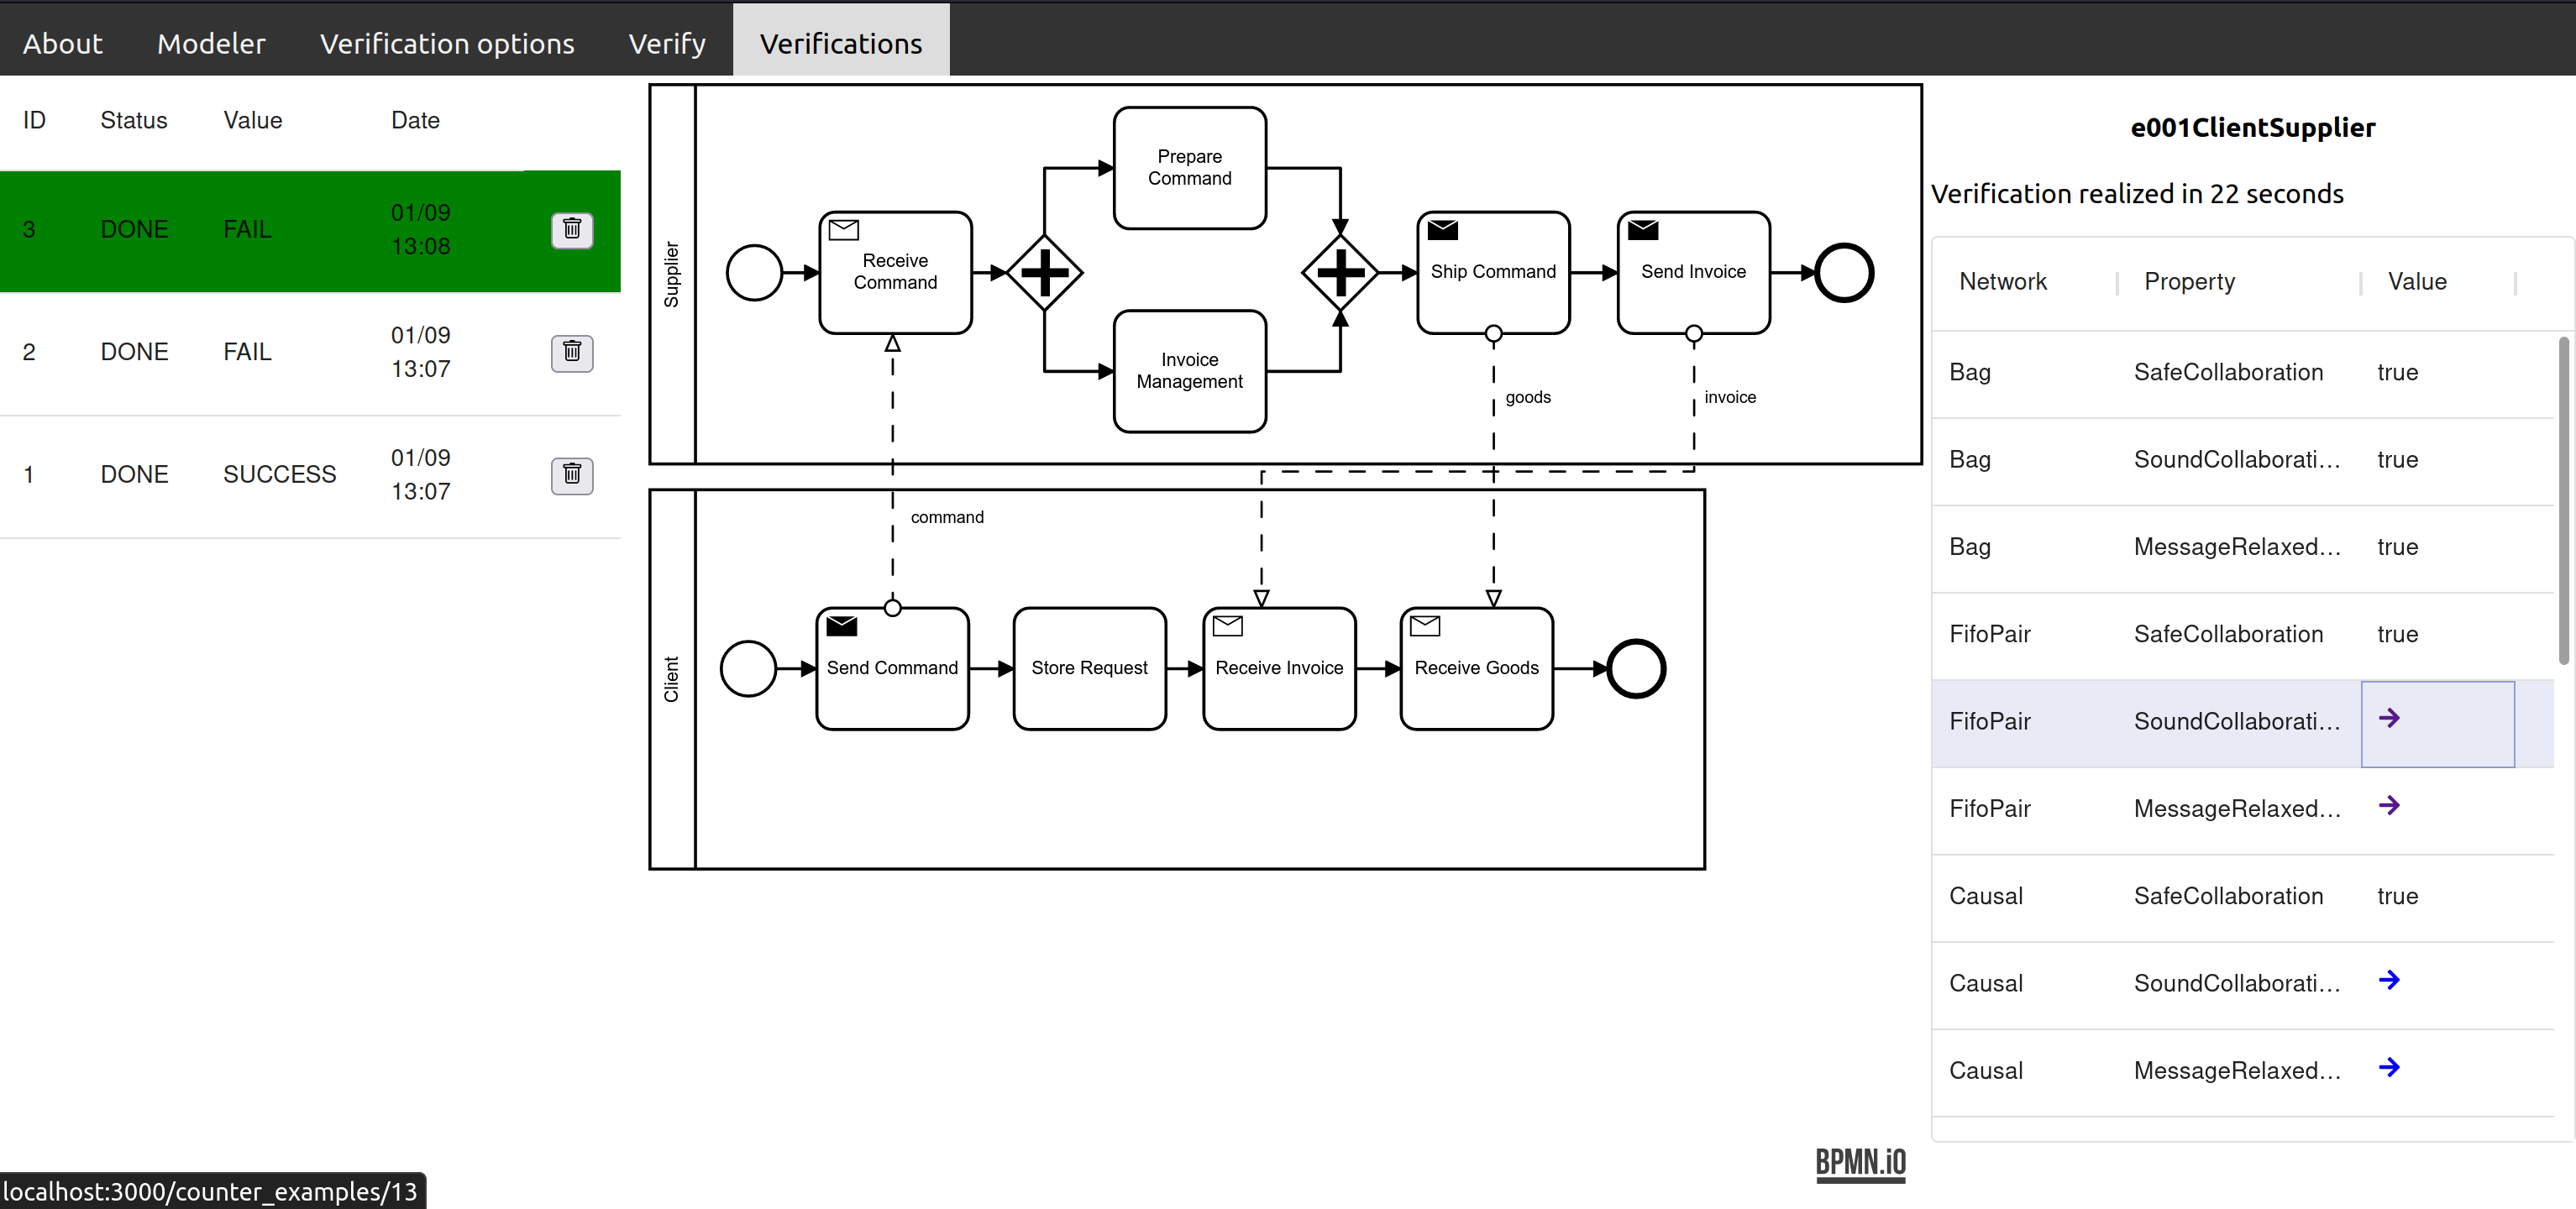 About Modeler Verification options Verify Verifications
ID Status Value Date
3 DONE FAIL 01/09
13:08
2 DONE FAIL 01/09
13:07
1 DONE SUCCESS 01/09
13:07
Supplier
Receive
Command
Prepare
Command
Invoice
Management
Ship Command
Send Invoice
goods
invoice
command
Client
Send Command
Store Request
Receive Invoice
Receive Goods
BPMN.iO
e001ClientSupplier
Verification realized in 22 seconds
Network Property Value
Bag SafeCollaboration true
Bag SoundCollaborati... true
Bag MessageRelaxed... true
FifoPair SafeCollaboration true
FifoPair SoundCollaborati...
FifoPair MessageRelaxed...
Causal SafeCollaboration true
Causal SoundCollaborati...
Causal MessageRelaxed...
localhost:3000/counter_examples/13